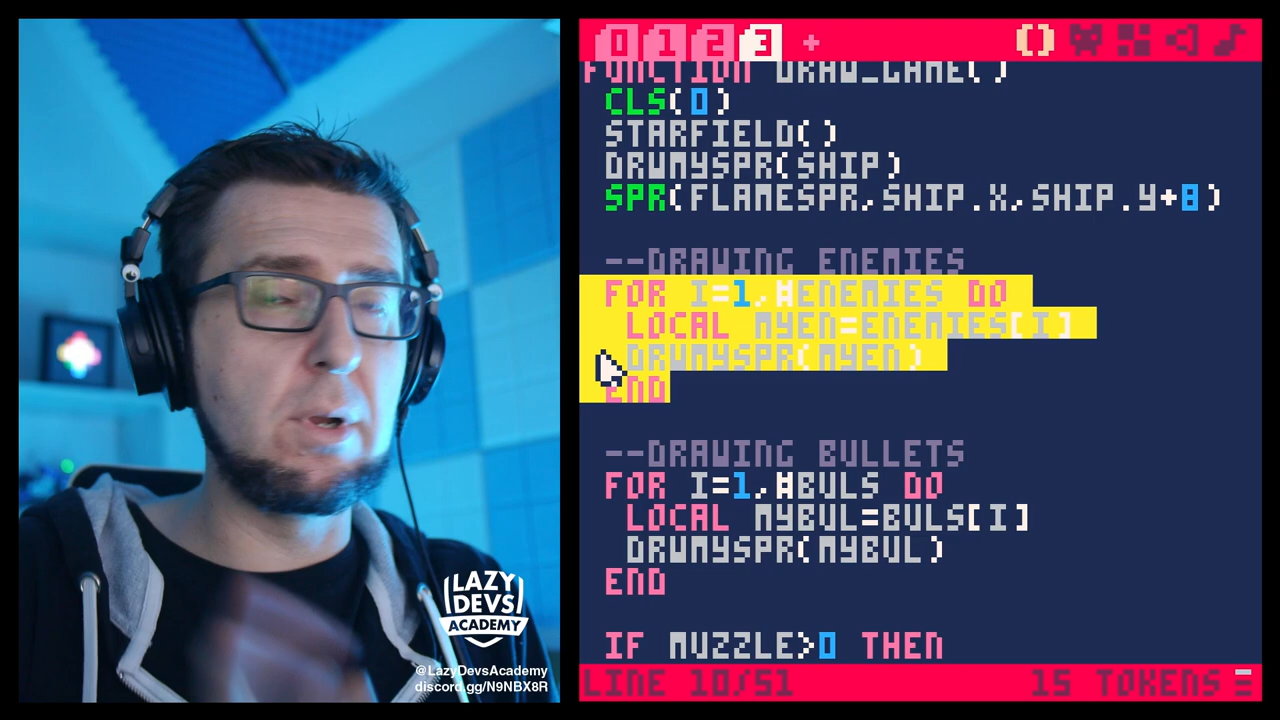 0 1 2 3 +
FUNCTION DRAW_GAME()
CLS(0)
STARFIELD()
DRWMYSPR(SHIP)
SPR(FLAMESPR,SHIP.X,SHIP.Y+8)
--DRAWING ENEMIES
FOR I=1,#ENEMIES DO
LOCAL MYEN=ENEMIES[I]
DRWMYSPR(MYEN)
END
--DRAWING BULLETS
FOR I=1,#BULS DO
LOCAL MYBUL=BULS[I]
DRWMYSPR(MYBUL)
END
IF MUZZLE>0 THEN
LINE 10/51 15 TOKENS
LAZY
DEVS
ACADEMY
@LazyDevsAcademy
discord.gg/N9NBX8R